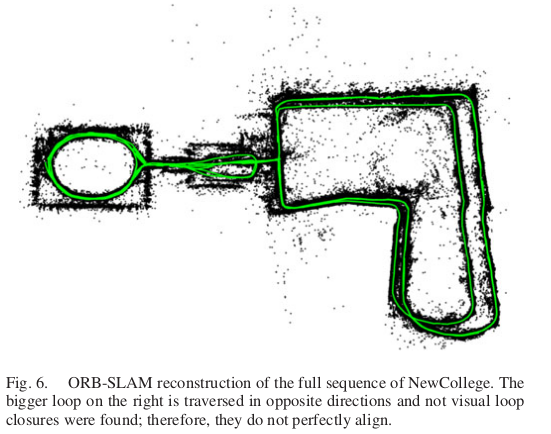 Fig. 6. ORB-SLAM reconstruction of the full sequence of NewCollege. The
bigger loop on the right is traversed in opposite directions and not visual loop
closures were found; therefore, they do not perfectly align.